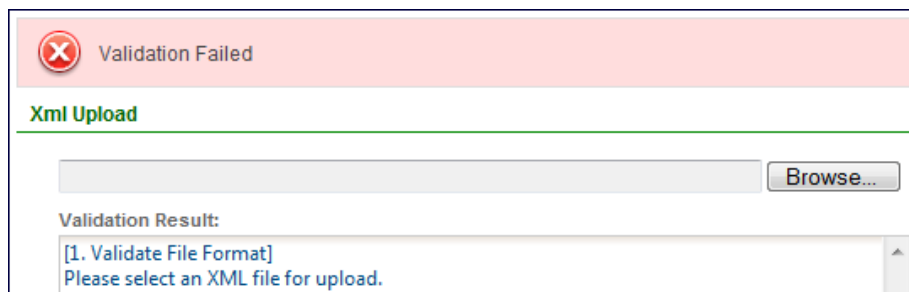 Validation Failed
Xml Upload
Browse...
Validation Result:
[1. Validate File Format]
Please select an XML file for upload.